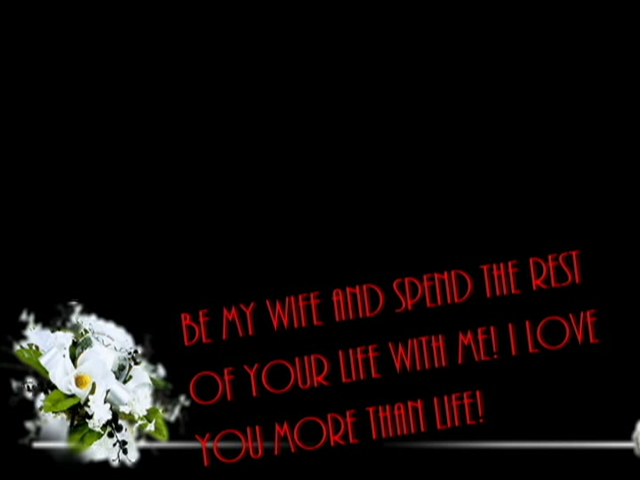 BE MY WIFE AND SPEND THE REST
OF YOUR LIFE WITH ME! I LOVE
YOU MORE THAN LIFE!